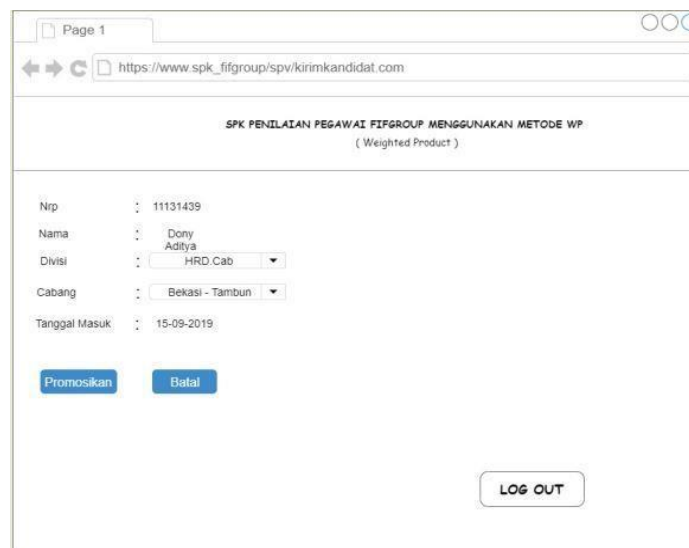 Page 1
https://www.spk_fifgroup/spv/kirimkandidat.com
SPK PENILAIAN PEGAWAI FIFGROUP MENGGUNAKAN METODE WP
( Weighted Product )
Nrp : 11131439
Nama : Dony
Aditya
Divisi : HRD.Cab
Cabang : Bekasi - Tambun
Tanggal Masuk : 15-09-2019
Promosikan Batal
LOG OUT